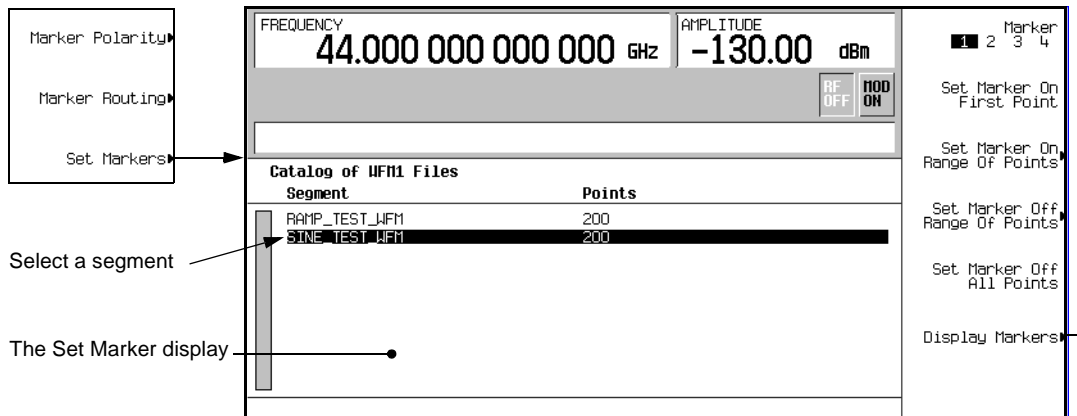 Marker Polarity
Marker Routing
Set Markers
Select a segment
The Set Marker display
FREQUENCY
44.000 000 000 000 GHz
AMPLITUDE
-130.00 dBm
RF OFF
MOD ON
Catalog of WFM1 Files
Segment Points
RAMP_TEST_WFM 200
SINE_TEST_WFM 200
Marker
1 2 3 4
Set Marker On
First Point
Set Marker On
Range Of Points
Set Marker Off
Range Of Points
Set Marker Off
All Points
Display Markers